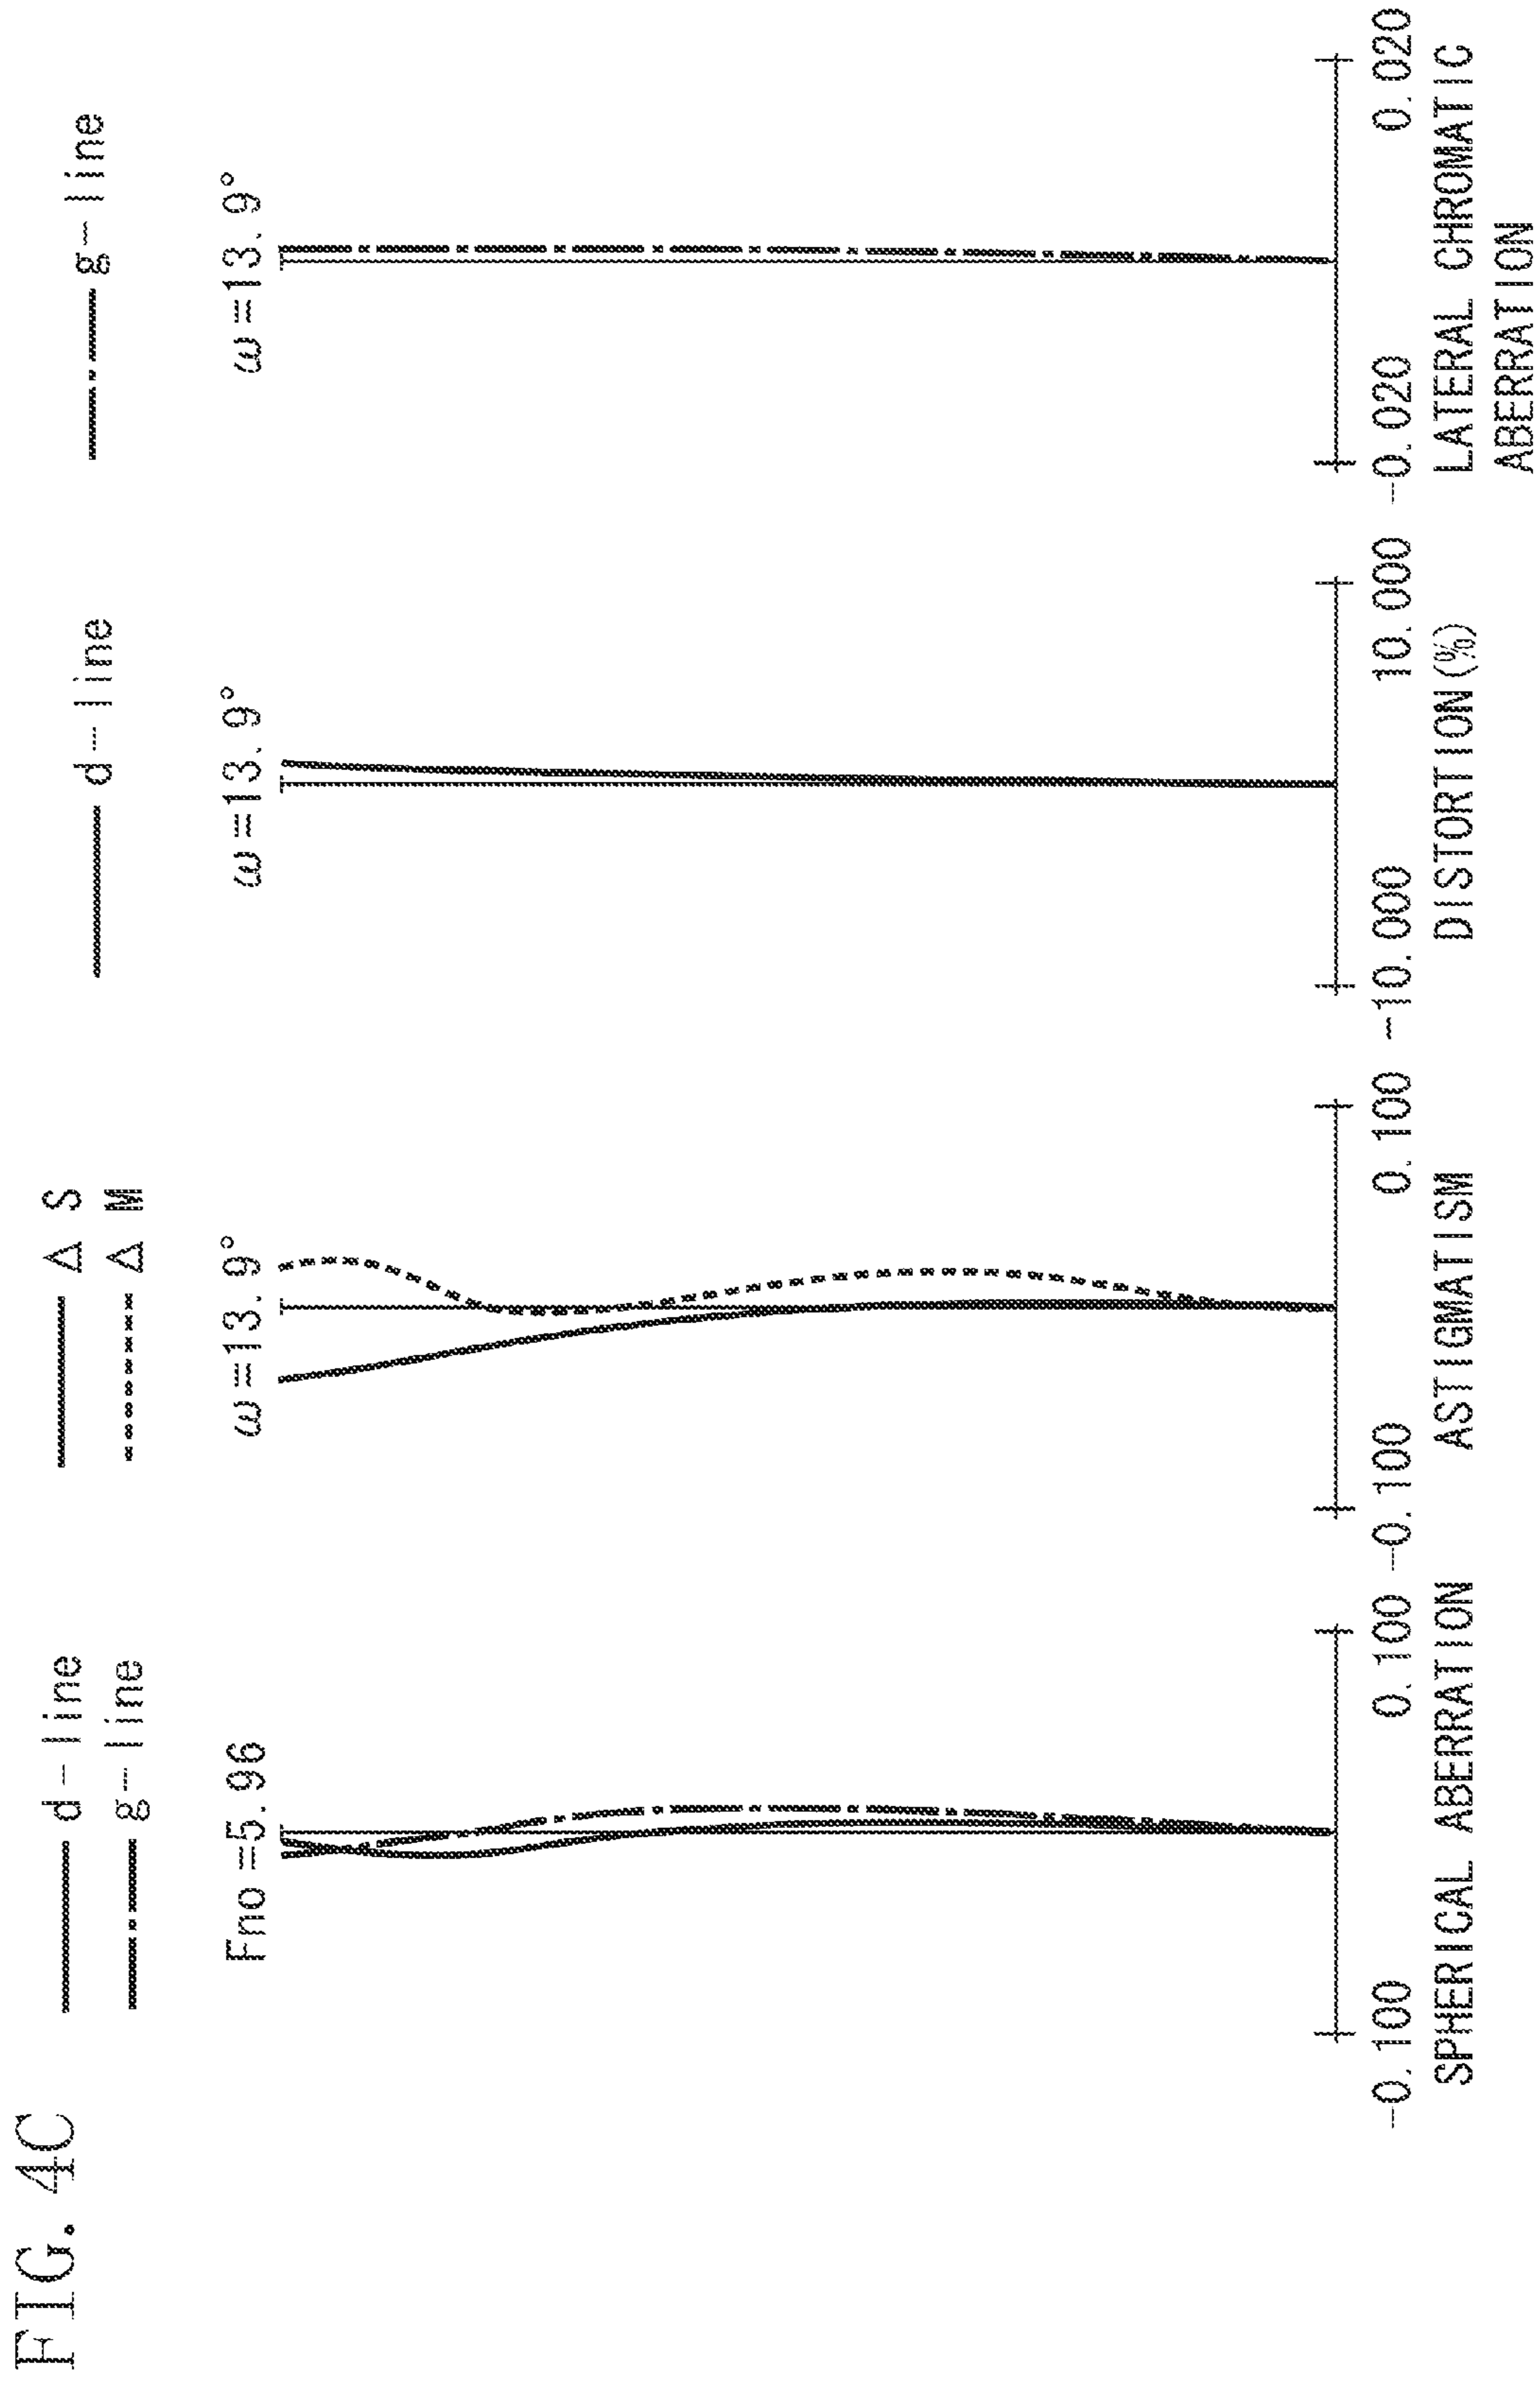 FIG. 4C
d-line
g-line
Fno=5.96
-0.100 0.100
SPHERICAL ABERRATION
ΔS
ΔM
ω=13.9°
-0.100 0.100
ASTIGMATISM
d-line
ω=13.9°
-10.000 10.000
DISTORTION(%)
g-line
ω=13.9°
-0.020 0.020
LATERAL CHROMATIC
ABERRATION